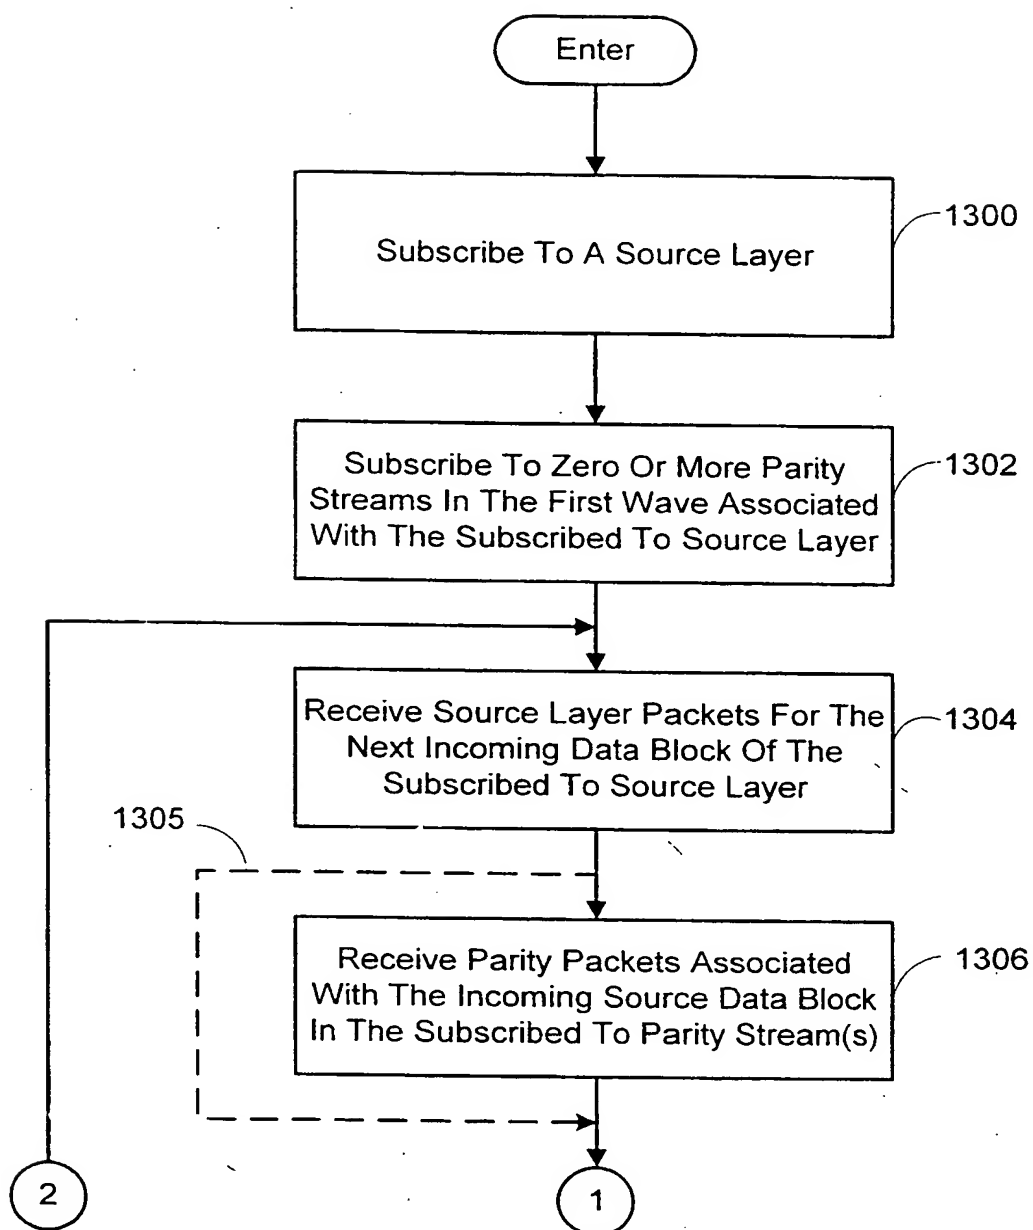 Enter
Subscribe To A Source Layer
1300
Subscribe To Zero Or More Parity
Streams In The First Wave Associated
With The Subscribed To Source Layer
1302
Receive Source Layer Packets For The
Next Incoming Data Block Of The
Subscribed To Source Layer
1304
1305
Receive Parity Packets Associated
With The Incoming Source Data Block
In The Subscribed To Parity Stream(s)
1306
2
1